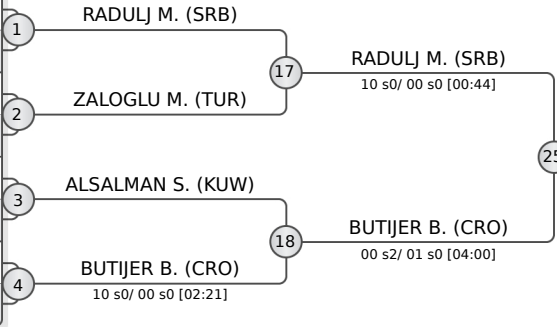 RADULJ M. (SRB)
1
17
RADULJ M. (SRB)
10 s0/ 00 s0 [00:44]
ZALOGLU M. (TUR)
2
25
ALSALMAN S. (KUW)
3
18
BUTIJER B. (CRO)
00 s2/ 01 s0 [04:00]
BUTIJER B. (CRO)
4
10 s0/ 00 s0 [02:21]